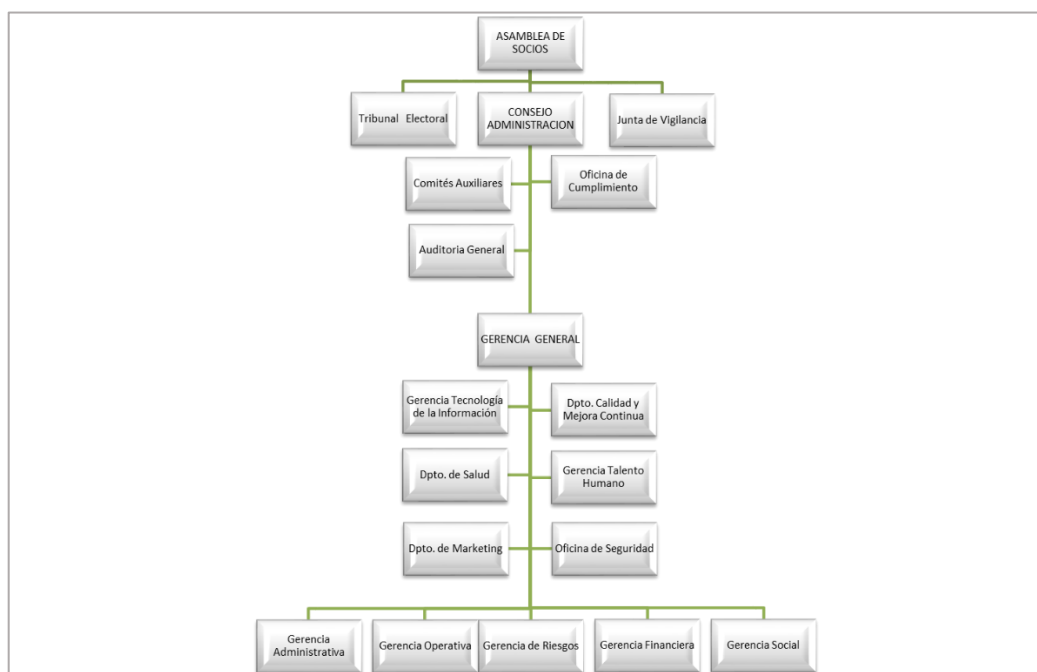 ASAMBLEA DE
SOCIOS
Tribunal Electoral
CONSEJO
ADMINISTRACION
Junta de Vigilancia
Comités Auxiliares
Oficina de
Cumplimiento
Auditoria General
GERENCIA GENERAL
Gerencia Tecnología
de la Información
Dpto. Calidad y
Mejora Continua
Dpto. de Salud
Gerencia Talento
Humano
Dpto. de Marketing
Oficina de Seguridad
Gerencia
Administrativa
Gerencia Operativa
Gerencia de Riesgos
Gerencia Financiera
Gerencia Social